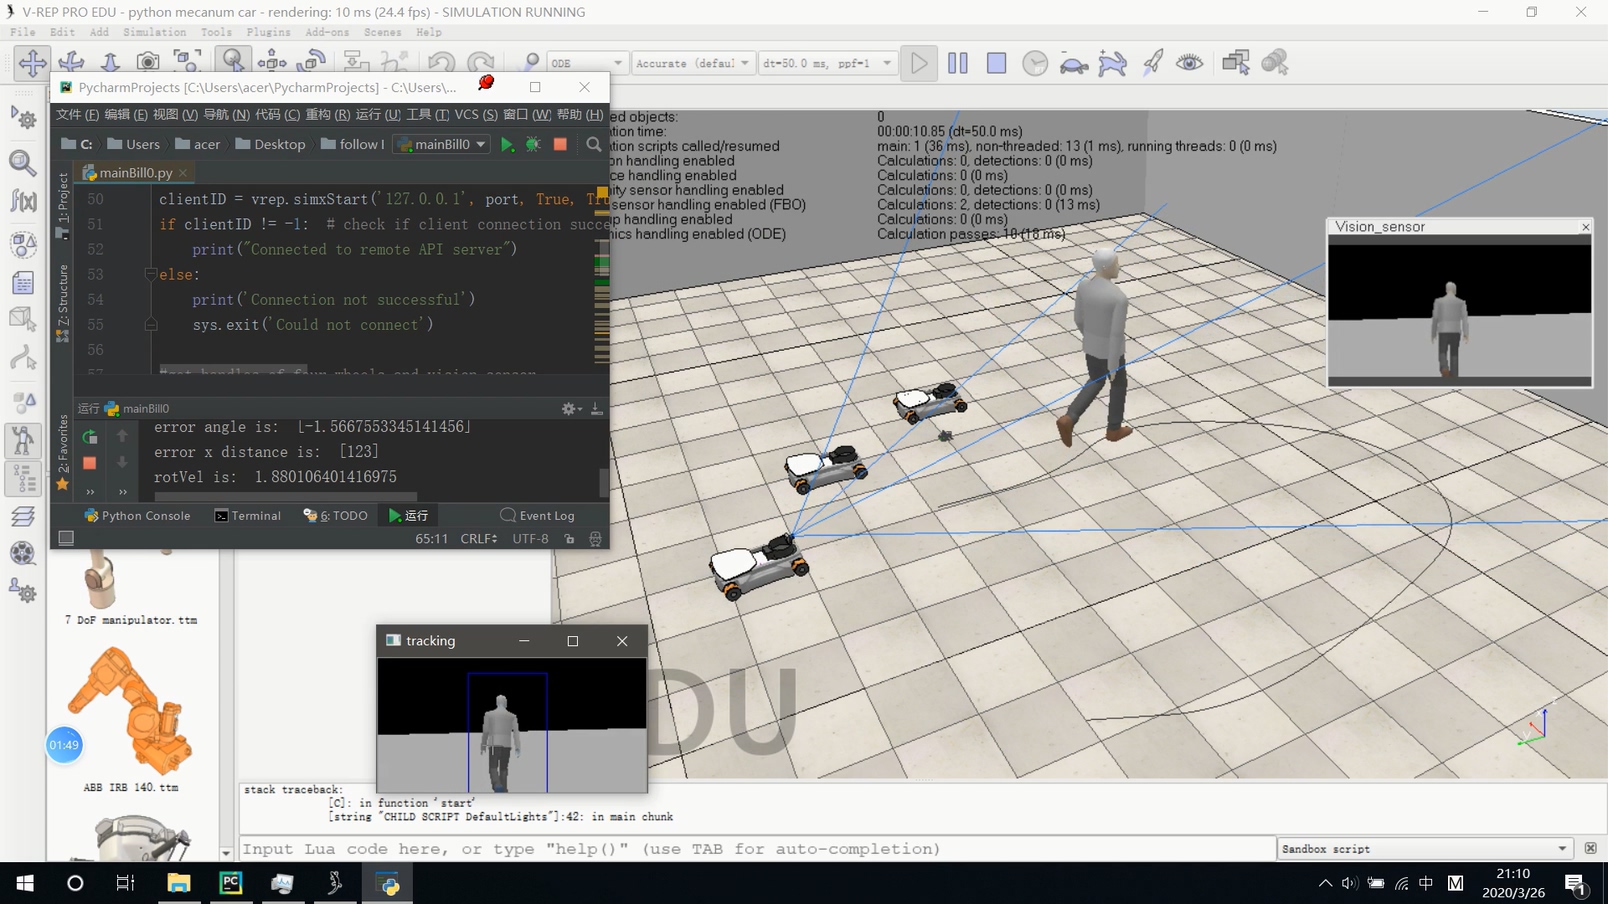 V-REP PRO EDU - python mecanum car - rendering: 10 ms (24.4 fps) - SIMULATION RUNNING
File Edit Add Simulation Tools Plugins Add-ons Scenes Help
ODE
Accurate (defaul
dt=50.0 ms, ppf=1
PycharmProjects [C:\Users\acer\PycharmProjects] - C:\Users\...
文件 (F) 编辑 (E) 视图 (V) 导航 (N) 代码 (C) 重构 (R) 运行 (U) 工具 (T) VCS (S) 窗口 (W) 帮助 (H)
C: Users acer Desktop follow mainBill0
mainBill0.py
1: Project
Z: Structure
2: Favorites
50 clientID = vrep.simxStart('127.0.0.1', port, True,
51 if clientID != -1: # check if client connection succe
52 print("Connected to remote API server")
53 else:
54 print('Connection not successful')
55 sys.exit('Could not connect')
56
运行 mainBill0
error angle is: [-1.5667553345141456]
error x distance is: [123]
rotVel is: 1.880106401416975
Python Console Terminal 6: TODO 运行 Event Log
65:11 CRLF UTF-8
ed objects: 0
ation time: 00:00:10.85 (dt=50.0 ms)
tion scripts called/resumed main: 1 (36 ms), non-threaded: 13 (1 ms), running threads: 0 (0 ms)
on handling enabled Calculations: 0, detections: 0 (0 ms)
ce handling enabled Calculations: 0 (0 ms)
ity sensor handling enabled Calculations: 0, detections: 0 (0 ms)
sensor handling enabled (FBO) Calculations: 2, detections: 0 (13 ms)
p handling enabled Calculations: 0 (0 ms)
ics handling enabled (ODE) Calculation passes: 10 (18 ms)
Vision_sensor
7 DoF manipulator.ttm
tracking
EDU
01:49
ABB IRB 140.ttm
stack traceback:
[C]: in function 'start'
[string "CHILD SCRIPT DefaultLights"]:42: in main chunk
Input Lua code here, or type "help()" (use TAB for auto-completion)
Sandbox script
中 M
21:10
2020/3/26
1